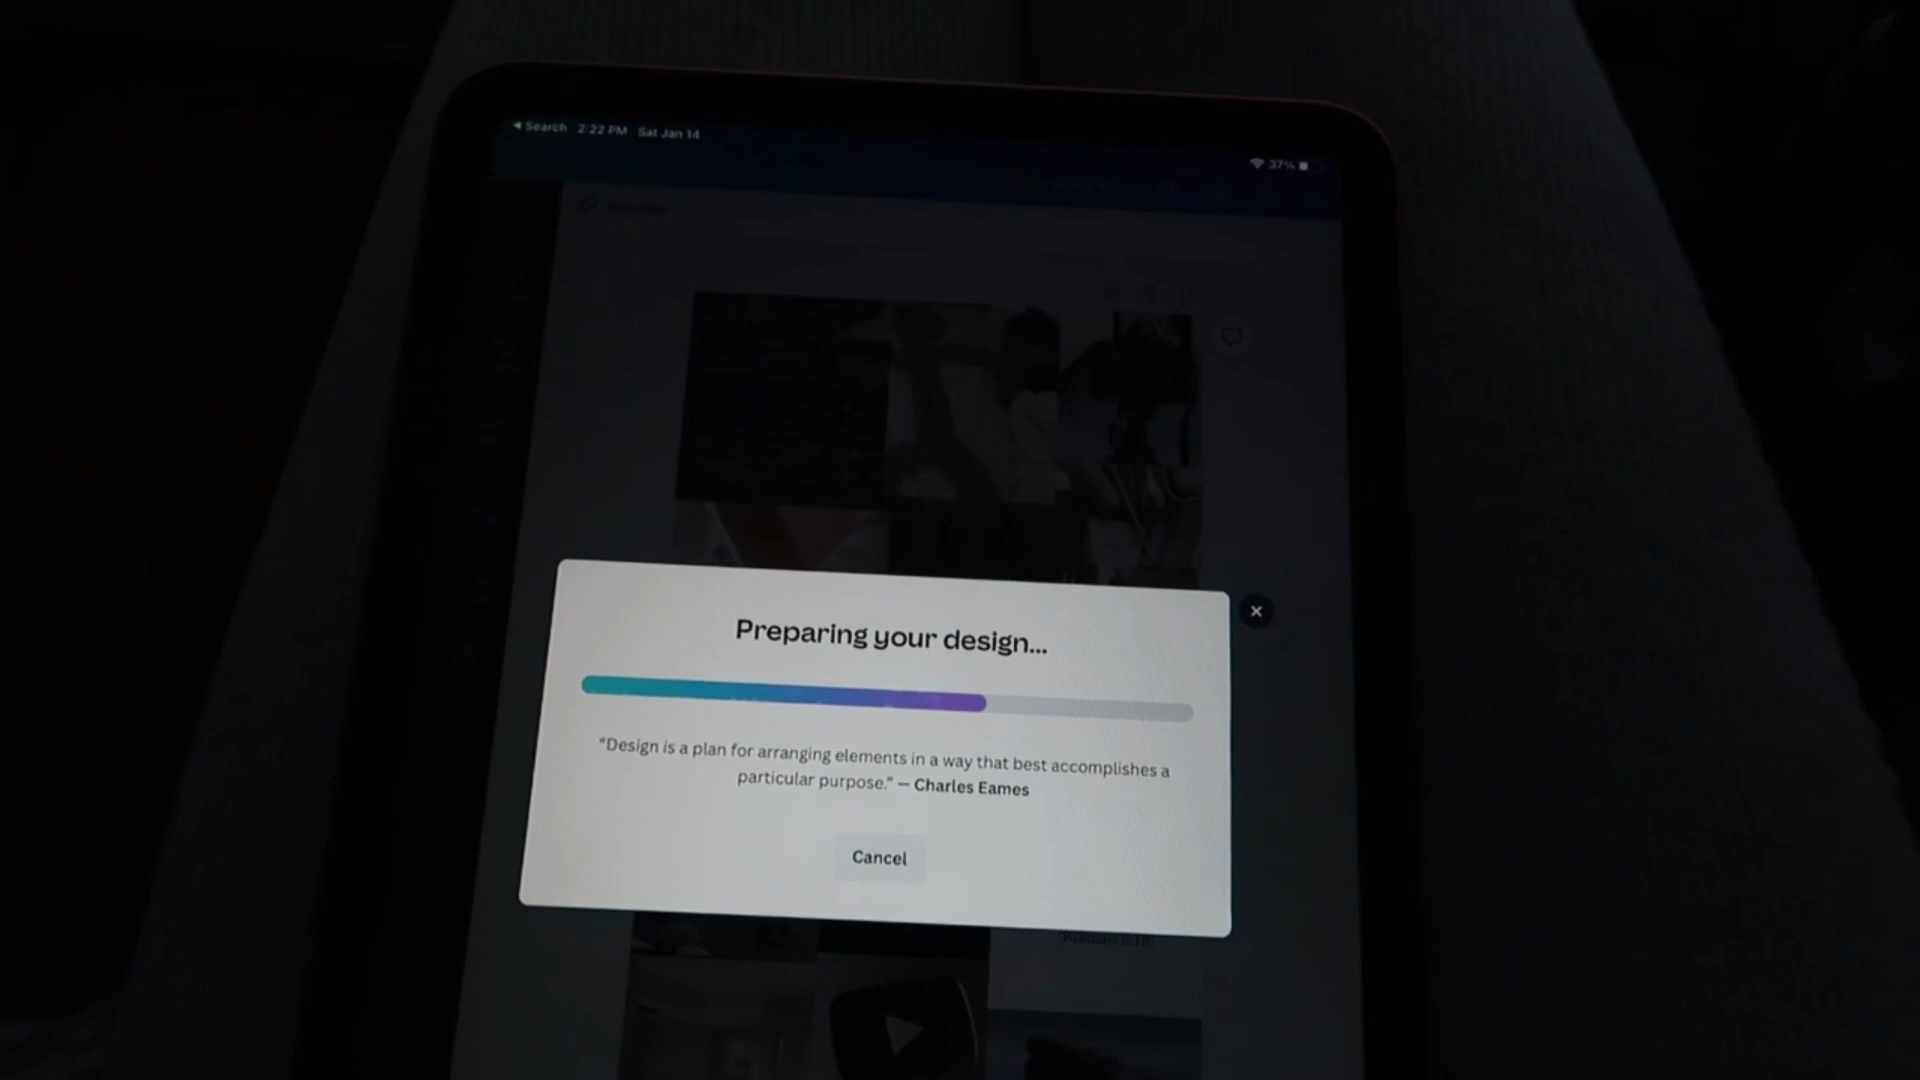 Search 2:22 PM Sat Jan 14
37%
Preparing your design...
“Design is a plan for arranging elements in a way that best accomplishes a
particular purpose.” — Charles Eames
Cancel